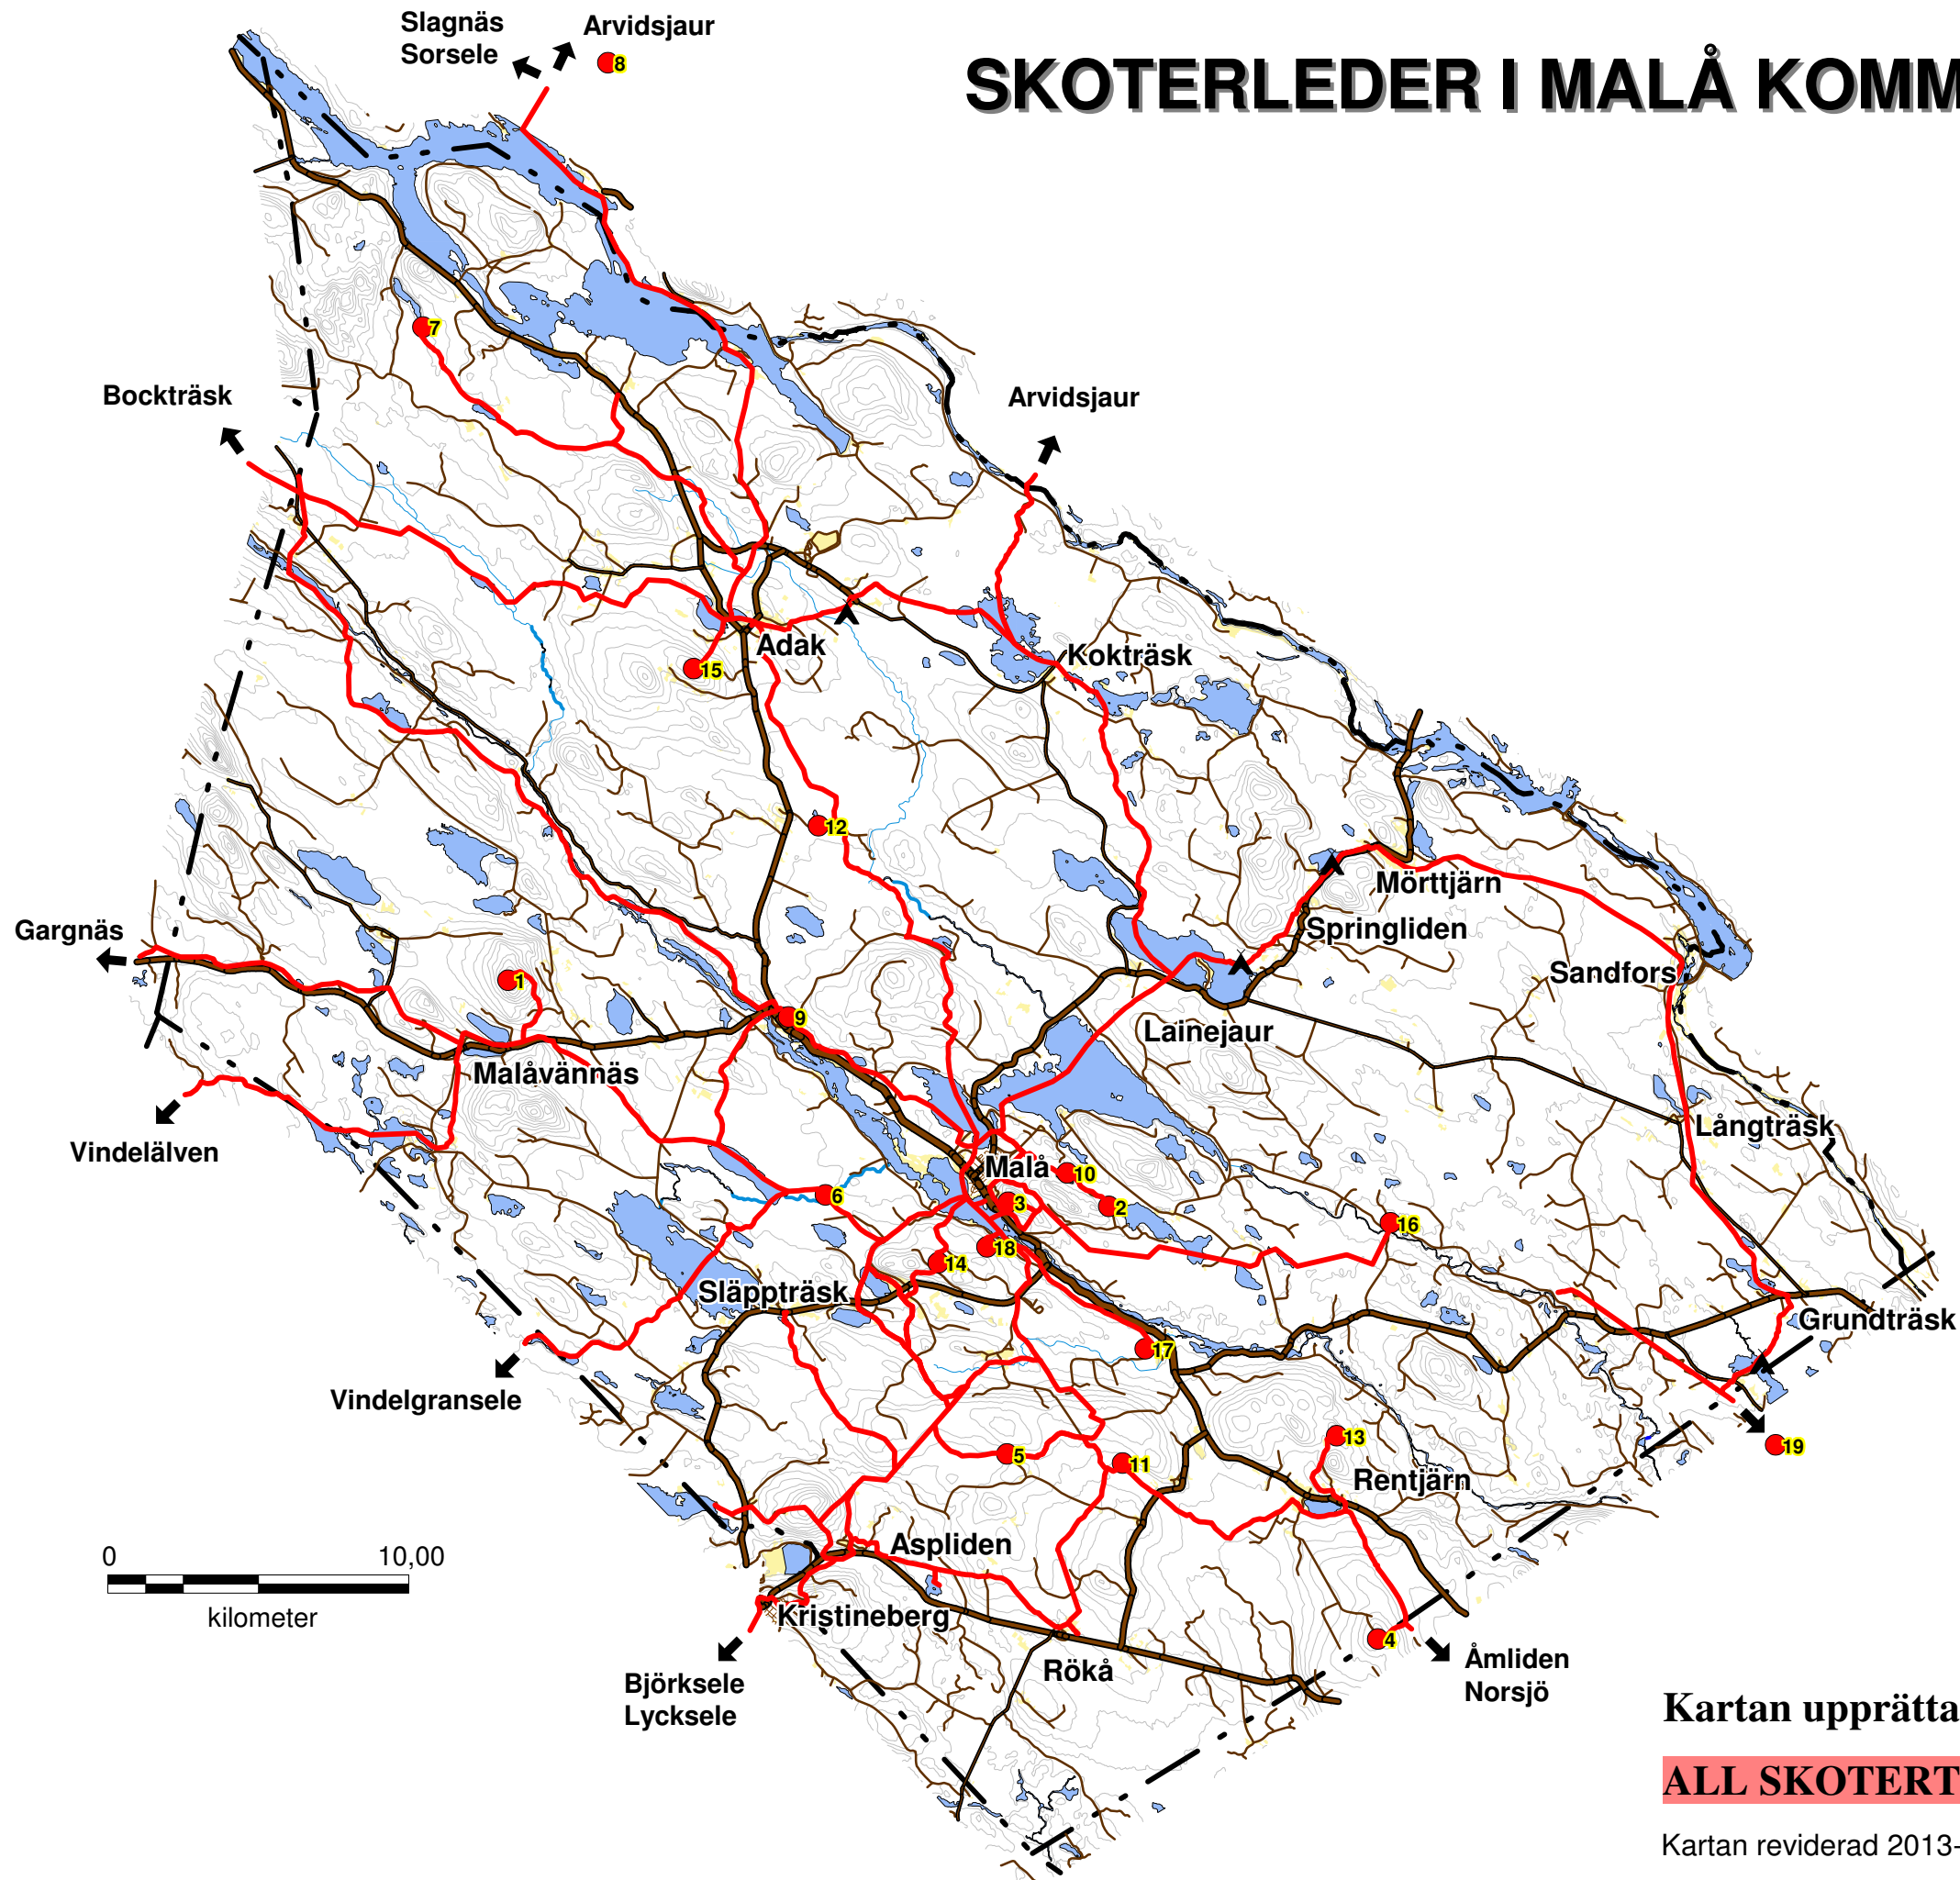 Slagnäs
Sorsele
Arvidsjaur
8
SKOTERLEDER I MALÅ KOMM
7
Bockträsk
Arvidsjaur
Adak
15
Kokträsk
12
Mörttjärn
Springliden
Gargnäs
1
Sandfors
9
Lainejaur
Malåvännäs
Långträsk
Vindelälven
Malå
10
6
3
2
16
18
14
Släppträsk
Grundträsk
17
Vindelgransele
13
19
5
11
Rentjärn
Aspliden
0 10,00
kilometer
Kristineberg
4
Åmliden
Norsjö
Rökå
Björksele
Lycksele
Kartan upprätta
ALL SKOTERT
Kartan reviderad 2013-